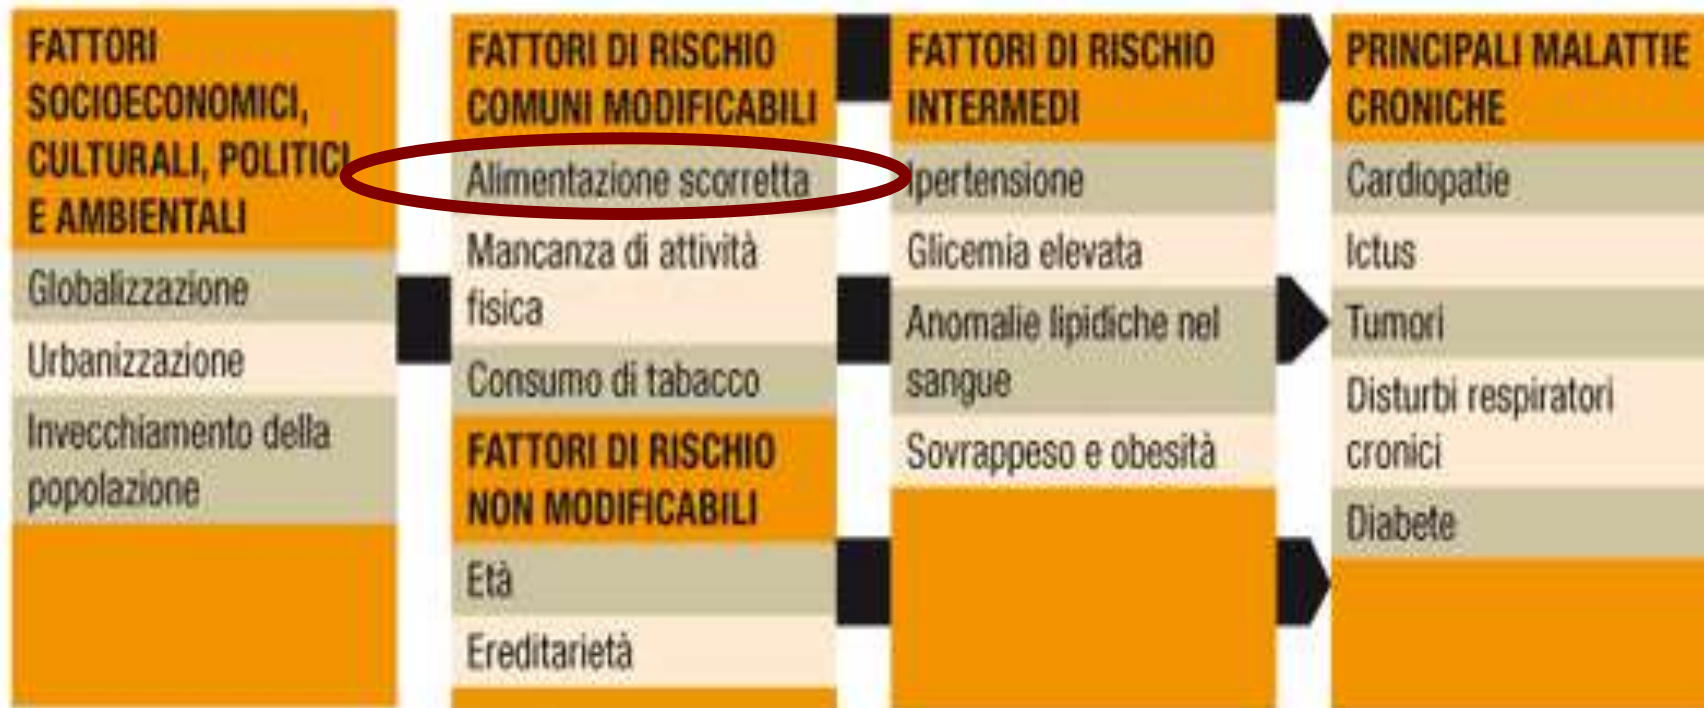 FATTORI
SOCIOECONOMICI,
CULTURALI, POLITICI
E AMBIENTALI
Globalizzazione
Urbanizzazione
Invecchiamento della
popolazione
FATTORI DI RISCHIO
COMUNI MODIFICABILI
Alimentazione scorretta
Mancanza di attività
fisica
Consumo di tabacco
FATTORI DI RISCHIO
NON MODIFICABILI
Età
Ereditarietà
FATTORI DI RISCHIO
INTERMEDI
Ipertensione
Glicemia elevata
Anomalie lipidiche nel
sangue
Sovrappeso e obesità
PRINCIPALI MALATTIE
CRONICHE
Cardiopatie
Ictus
Tumori
Disturbi respiratori
cronici
Diabete